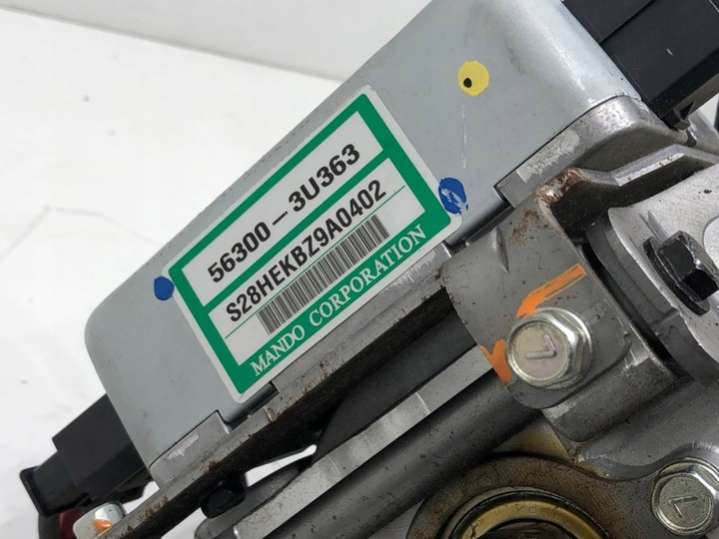 56300-3U363
S28HEKBZ9A0402
MANDO CORPORATION